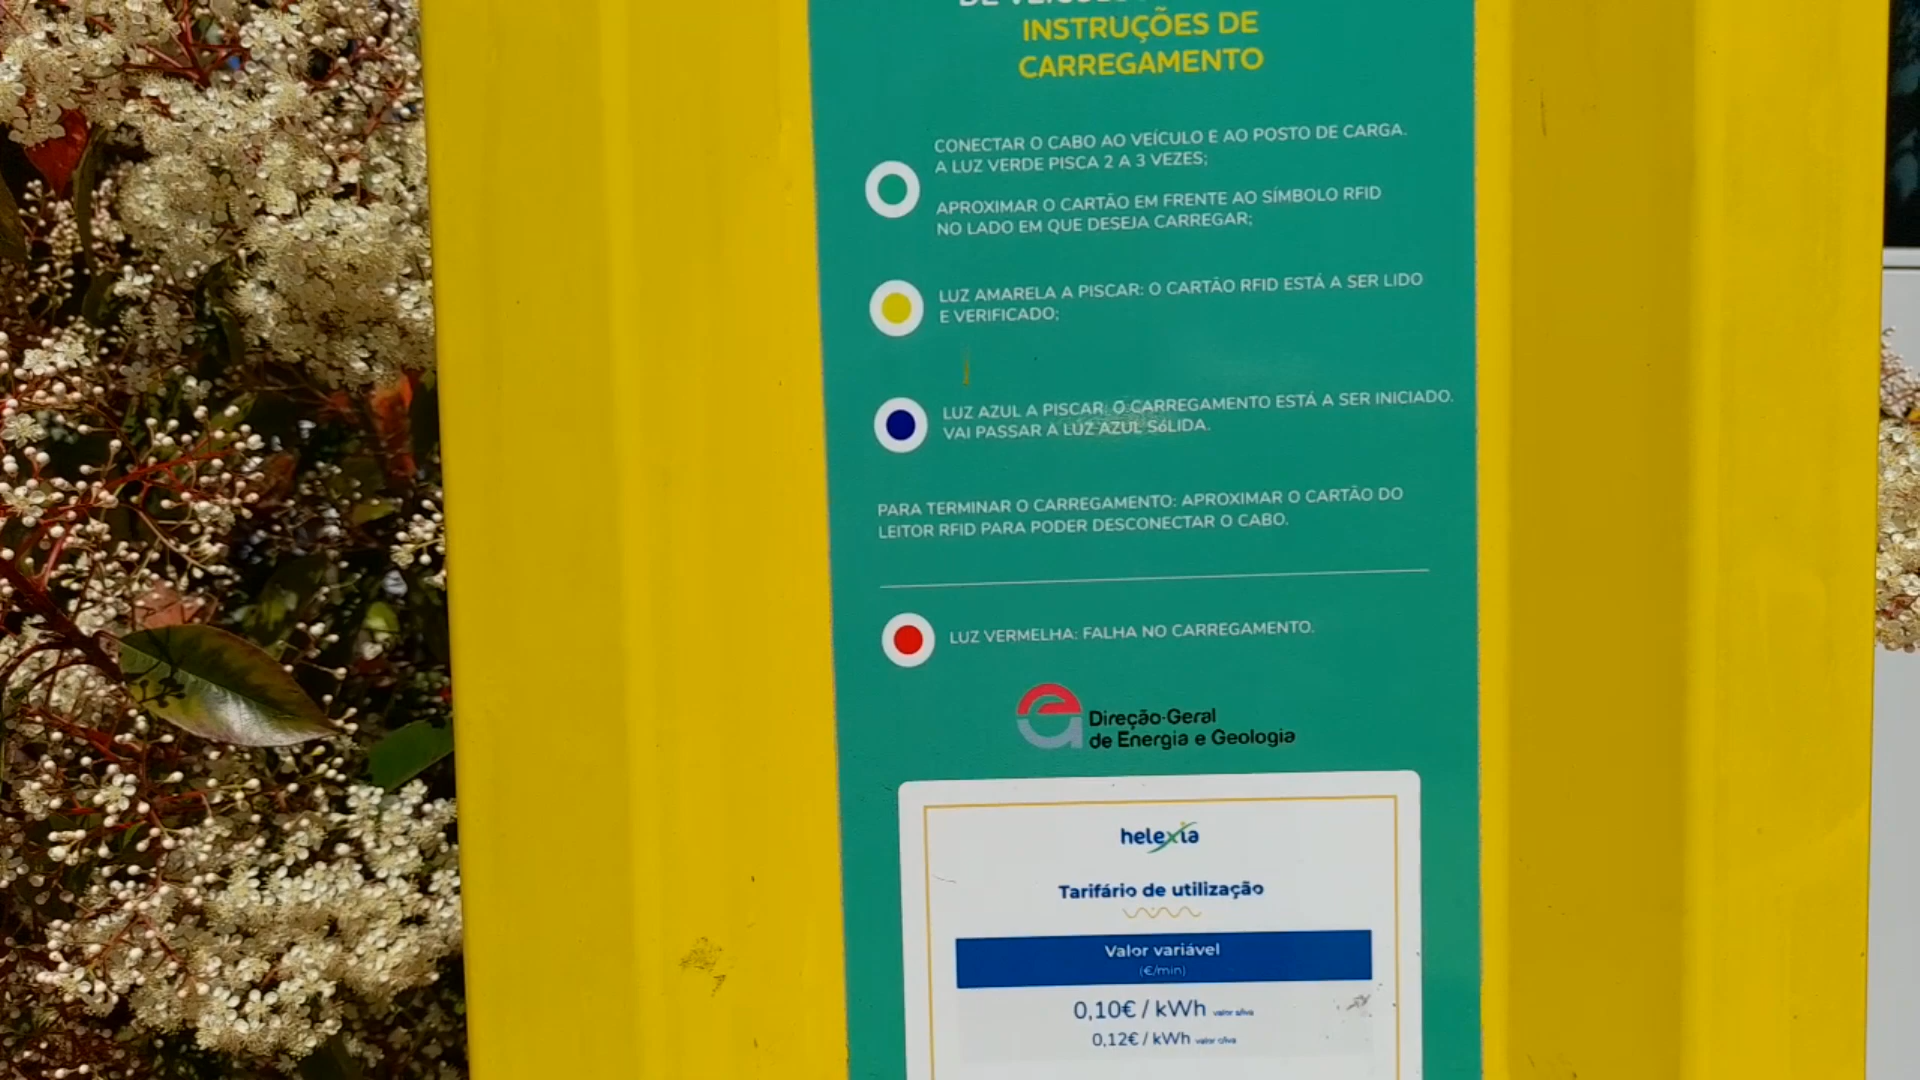 INSTRUÇÕES DE
CARREGAMENTO
CONECTAR O CABO AO VEÍCULO E AO POSTO DE CARGA.
A LUZ VERDE PISCA 2 A 3 VEZES;
APROXIMAR O CARTÃO EM FRENTE AO SÍMBOLO RFID
NO LADO EM QUE DESEJA CARREGAR;
LUZ AMARELA A PISCAR: O CARTÃO RFID ESTÁ A SER LIDO
E VERIFICADO;
LUZ AZUL A PISCAR. O CARREGAMENTO ESTÁ A SER INICIADO.
VAI PASSAR A LUZ AZUL SóLIDA.
PARA TERMINAR O CARREGAMENTO: APROXIMAR O CARTÃO DO
LEITOR RFID PARA PODER DESCONECTAR O CABO.
LUZ VERMELHA: FALHA NO CARREGAMENTO.
Direção-Geral
de Energia e Geologia
helexia
Tarifário de utilização
Valor variável
(€/min)
0,10€ / kWh valor s/iva
0,12€ / kWh valor c/iva